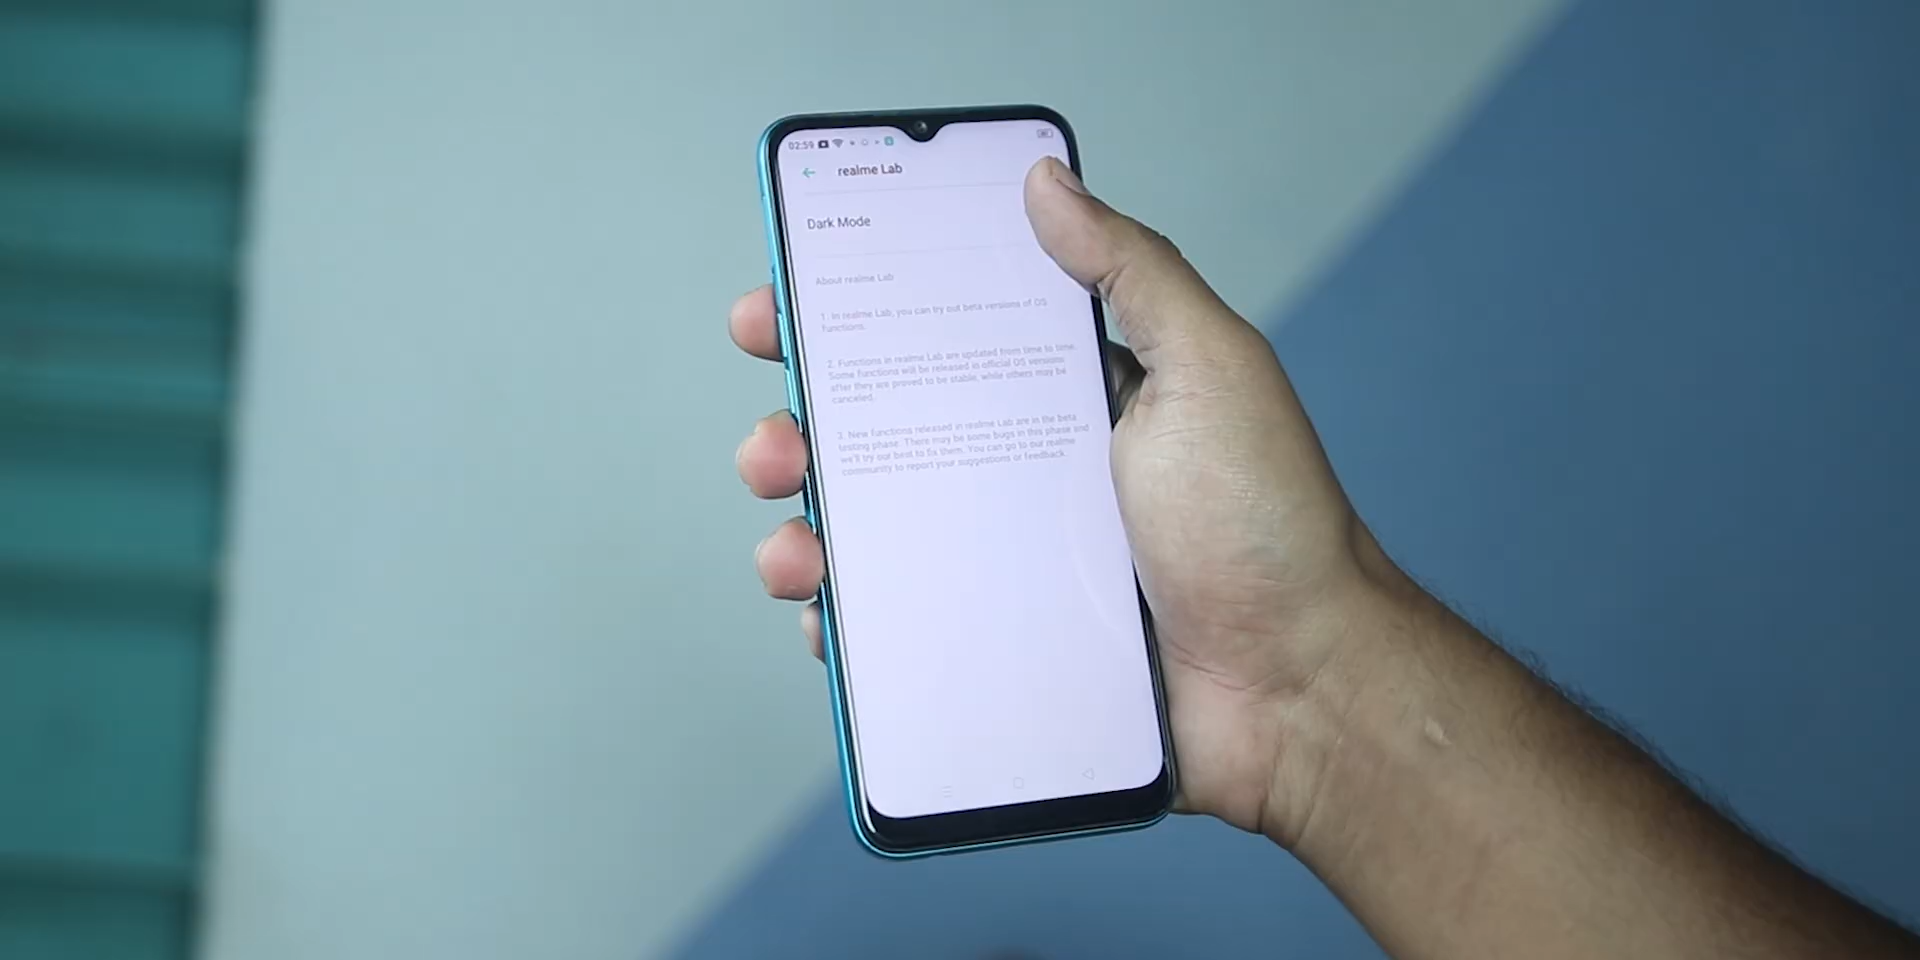 02:59
realme Lab
Dark Mode
About realme Lab
1. In realme Lab, you can try out beta versions of OS
functions.
2. Functions in realme Lab are updated from time to time.
Some functions will be released in official OS versions
after they are proved to be stable, while others may be
canceled.
3. New functions released in realme Lab are in the beta
testing phase. There may be some bugs in this phase and
we'll try our best to fix them. You can go to our realme
community to report your suggestions or feedback.